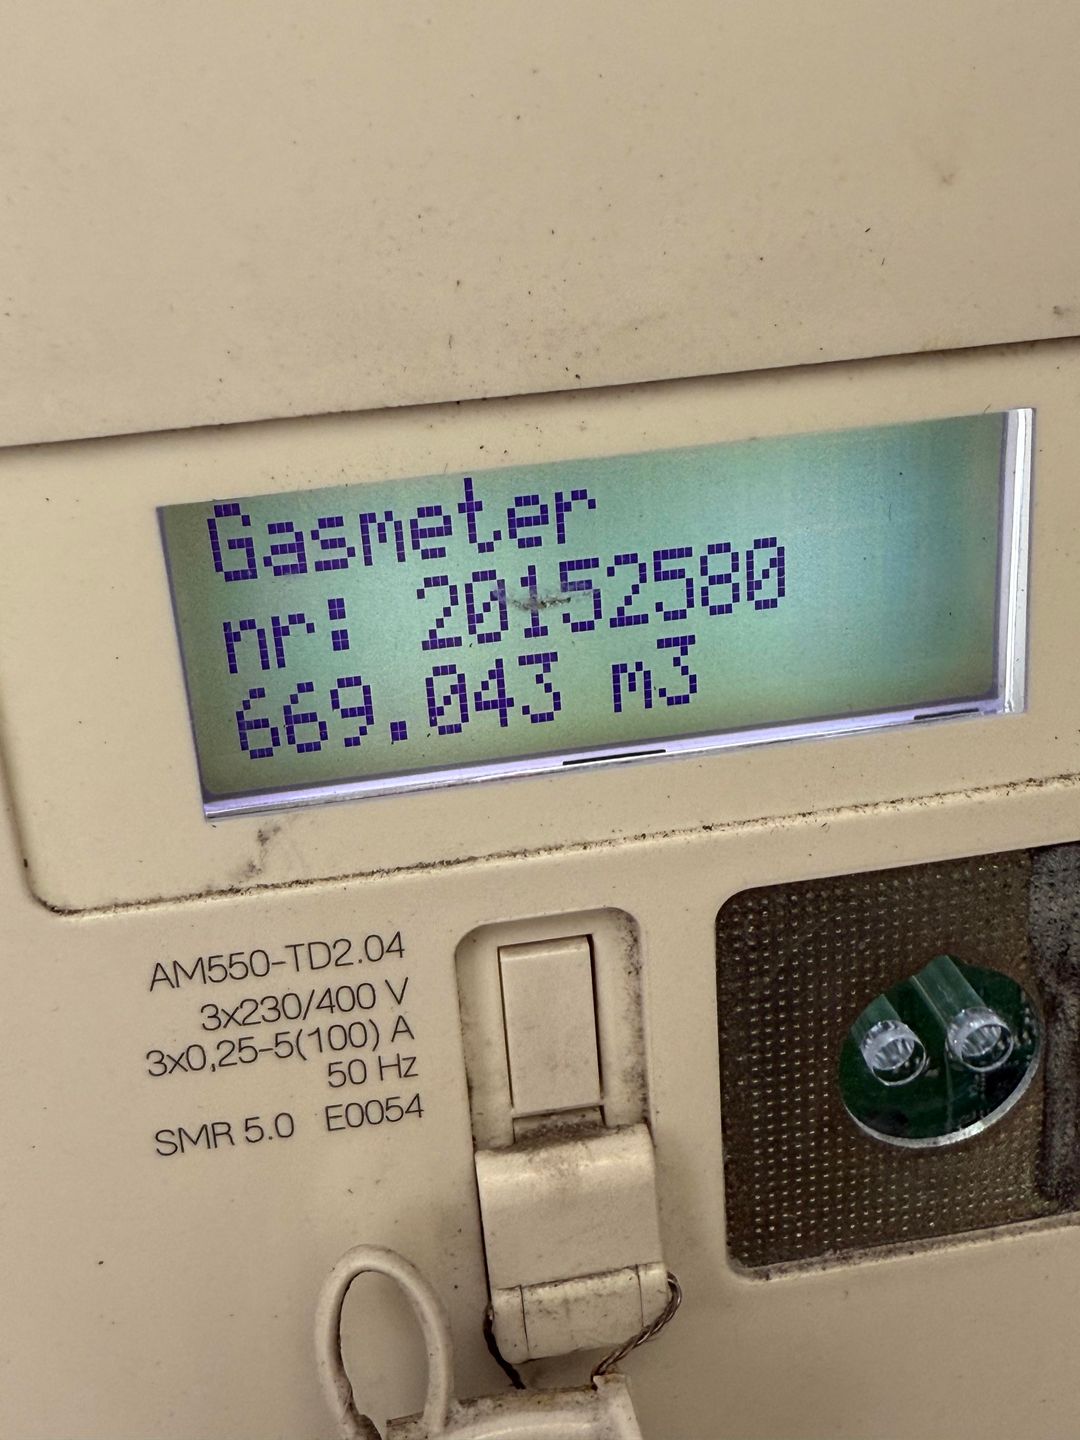 Gasmeter
nr: 20152580
669.043 m3
AM550-TD2.04
3x230/400 V
3x0,25-5(100) A
50 Hz
SMR 5.0 E0054